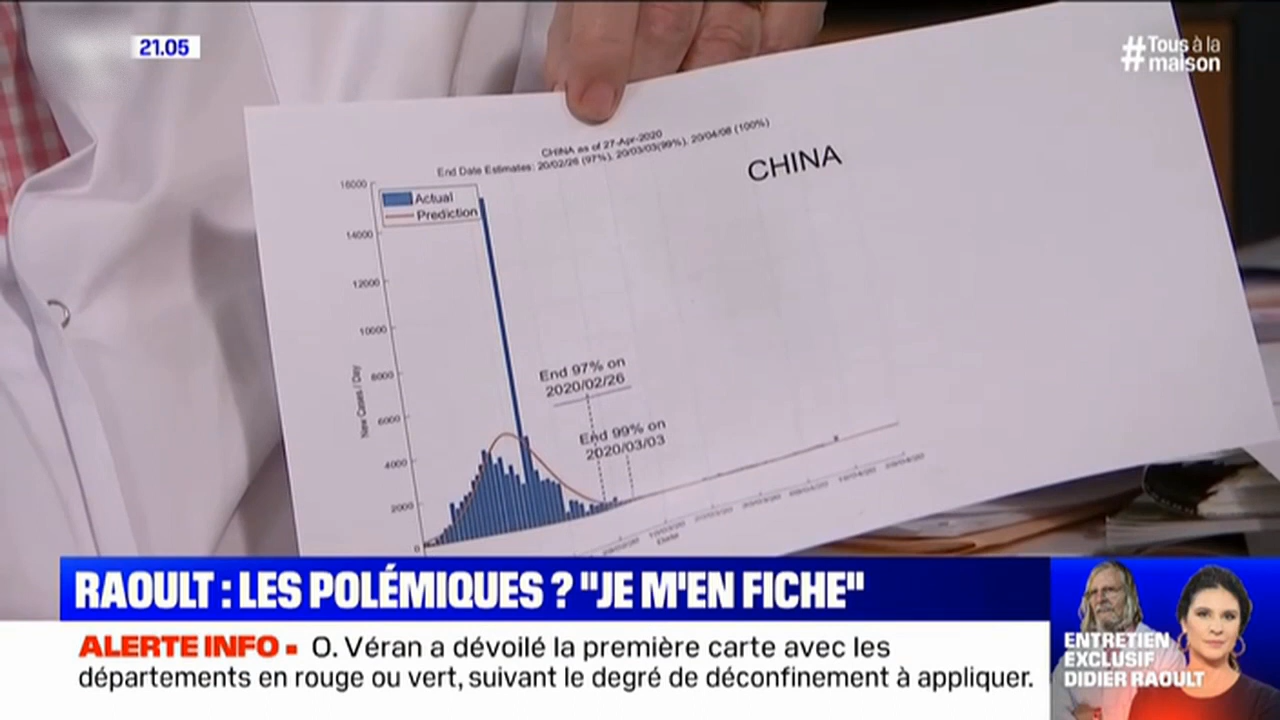 21.05
#Tous à la
maison
CHINA as of 27-Apr-2020
End Date Estimates: 20/02/26 (97%), 20/03/03(99%), 20/04/08 (100%)
CHINA
16000
Actual
Prediction
14000
12000
10000
8000
6000
4000
2000
0
New Cases / Day
End 97% on
2020/02/26
End 99% on
2020/03/03
Date
RAOULT : LES POLÉMIQUES ? "JE M'EN FICHE"
ALERTE INFO - O. Véran a dévoilé la première carte avec les
départements en rouge ou vert, suivant le degré de déconfinement à appliquer.
ENTRETIEN
EXCLUSIF
DIDIER RAOULT